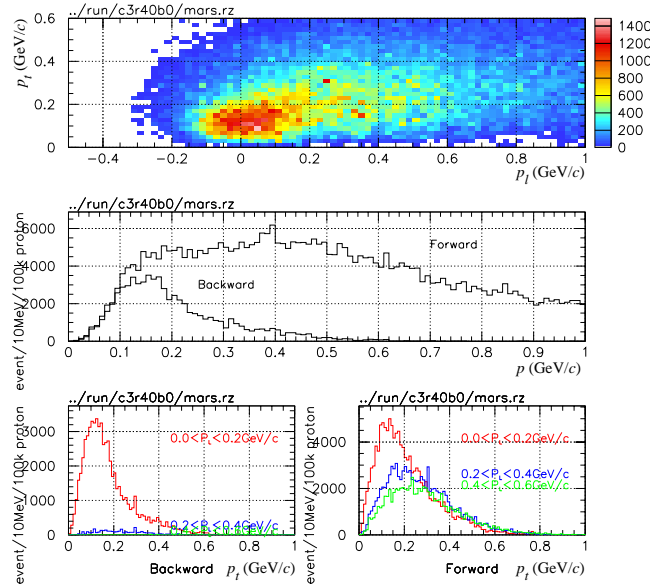 ../run/c3r40b0/mars.rz
p_t (GeV/c)
0.6
0.4
0.2
0
-0.4 -0.2 0 0.2 0.4 0.6 0.8 1
p_l (GeV/c)
1400
1200
1000
800
600
400
200
0
../run/c3r40b0/mars.rz
event/10MeV/100k proton
6000
4000
2000
0
Forward
Backward
0 0.1 0.2 0.3 0.4 0.5 0.6 0.7 0.8 0.9 1
p (GeV/c)
../run/c3r40b0/mars.rz
event/10MeV/100k proton
3000
2000
1000
0
0.0<P_L<0.2GeV/c
0.2<P_L<0.4GeV/c
0 0.2 0.4 0.6 0.8 1
Backward p_t (GeV/c)
../run/c3r40b0/mars.rz
event/10MeV/100k proton
4000
2000
0
0.0<P_L<0.2GeV/c
0.2<P_L<0.4GeV/c
0.4<P_L<0.6GeV/c
0 0.2 0.4 0.6 0.8 1
Forward p_t (GeV/c)